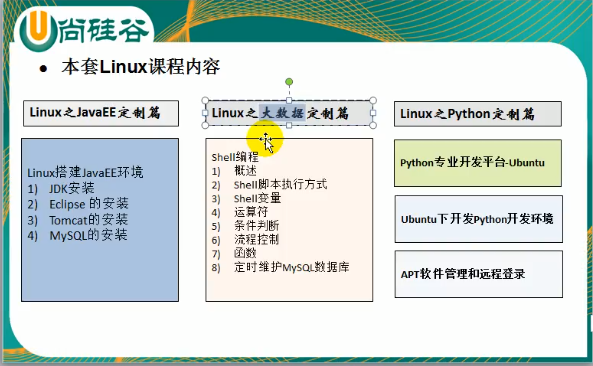 尚硅谷
● 本套Linux课程内容
Linux之JavaEE定制篇
Linux搭建JavaEE环境
1) JDK安装
2) Eclipse 的安装
3) Tomcat的安装
4) MySQL的安装
Linux之大数据定制篇
Shell编程
1) 概述
2) Shell脚本执行方式
3) Shell变量
4) 运算符
5) 条件判断
6) 流程控制
7) 函数
8) 定时维护MySQL数据库
Linux之Python定制篇
Python专业开发平台-Ubuntu
Ubuntu下开发Python开发环境
APT软件管理和远程登录